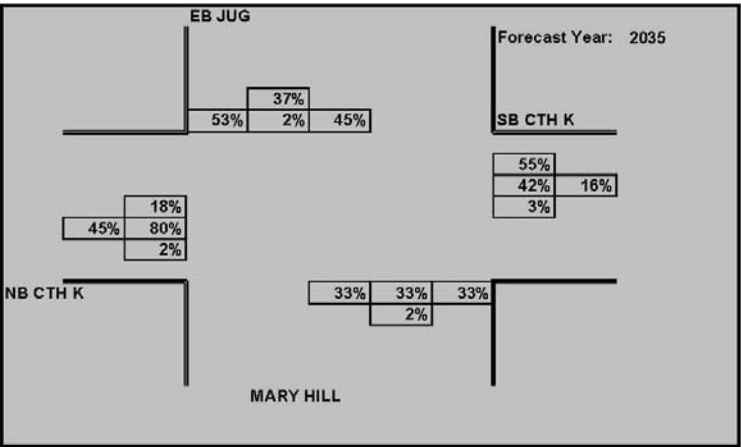 EB JUG
Forecast Year: 2035
37%
53% 2% 45%
SB CTH K
55%
42% 16%
3%
18%
45% 80%
2%
NB CTH K
33% 33% 33%
2%
MARY HILL